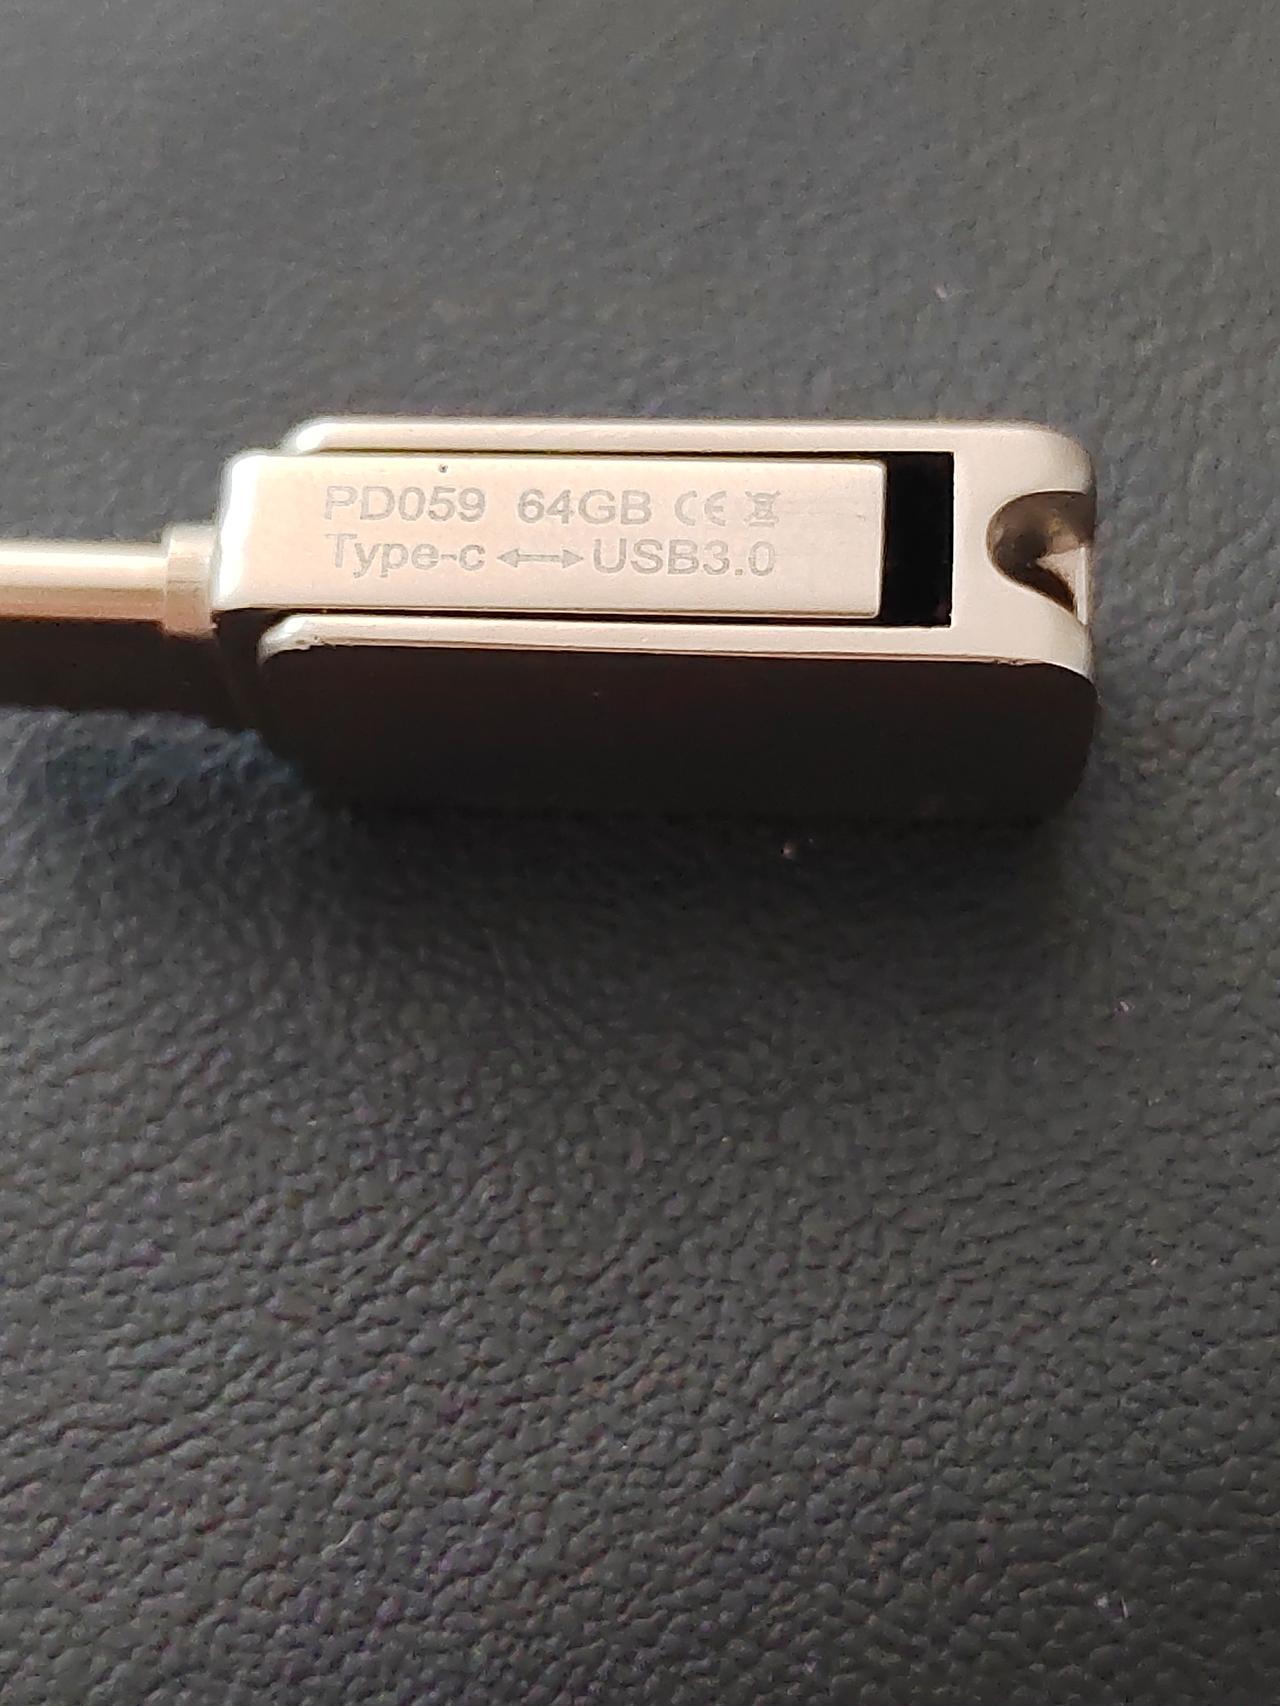 PD059 64GB CE
Type-c ↔ USB3.0